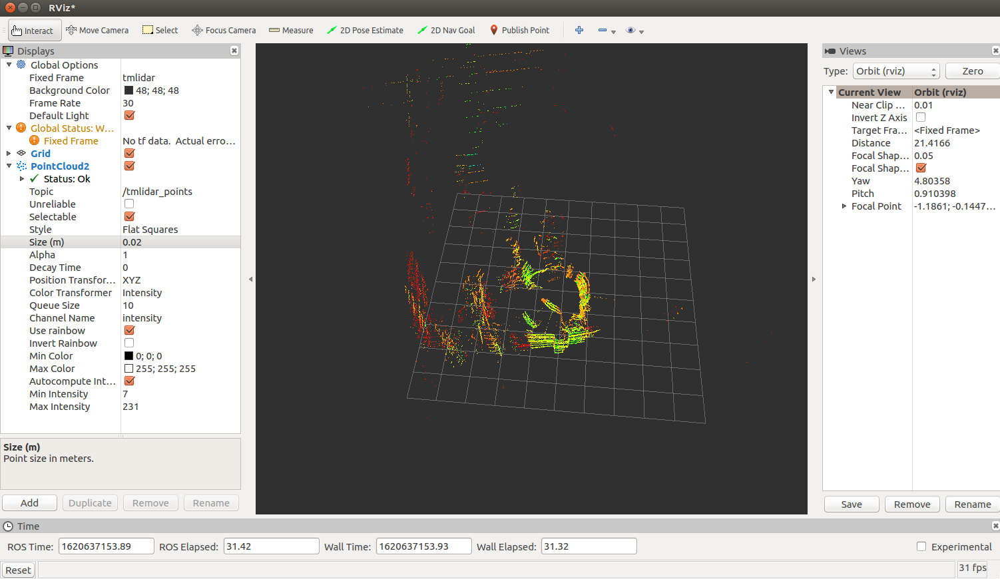 RViz*
Interact Move Camera Select Focus Camera Measure 2D Pose Estimate 2D Nav Goal Publish Point
Displays
Global Options
Fixed Frame tmlidar
Background Color 48; 48; 48
Frame Rate 30
Default Light
Global Status: W...
Fixed Frame No tf data. Actual erro...
Grid
PointCloud2
Status: Ok
Topic /tmlidar_points
Unreliable
Selectable
Style Flat Squares
Size (m) 0.02
Alpha 1
Decay Time 0
Position Transfor... XYZ
Color Transformer Intensity
Queue Size 10
Channel Name intensity
Use rainbow
Invert Rainbow
Min Color 0; 0; 0
Max Color 255; 255; 255
Autocompute Int...
Min Intensity 7
Max Intensity 231
Size (m)
Point size in meters.
Add Duplicate Remove Rename
Views
Type: Orbit (rviz) Zero
Current View Orbit (rviz)
Near Clip ... 0.01
Invert Z Axis
Target Fra... <Fixed Frame>
Distance 21.4166
Focal Shap... 0.05
Focal Shap...
Yaw 4.80358
Pitch 0.910398
Focal Point -1.1861; -0.1447...
Save Remove Rename
Time
ROS Time: 1620637153.89 ROS Elapsed: 31.42 Wall Time: 1620637153.93 Wall Elapsed: 31.32 Experimental
Reset 31 fps